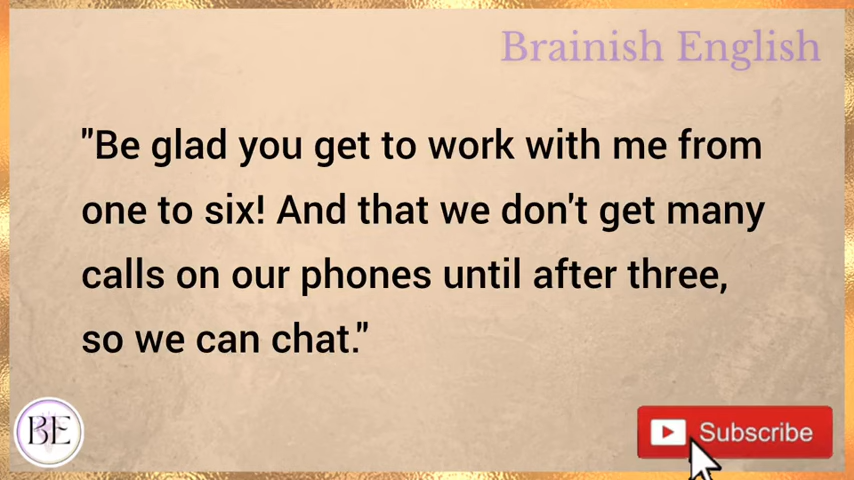 Brainish English
"Be glad you get to work with me from
one to six! And that we don't get many
calls on our phones until after three,
so we can chat."
BE
Subscribe